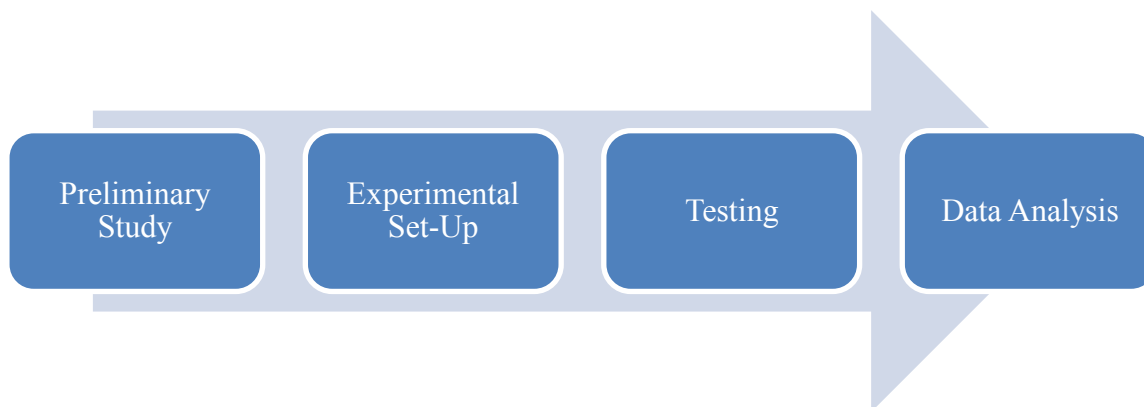 Preliminary
Study
Experimental
Set-Up
Testing
Data Analysis